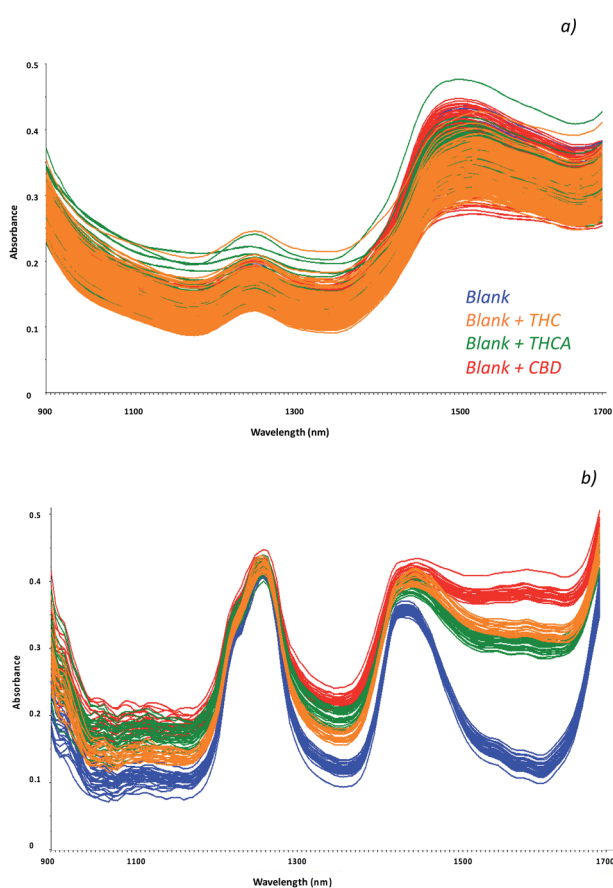 a)
0.5
0.4
0.3
0.2
0.1
0
Absorbance
Blank
Blank + THC
Blank + THCA
Blank + CBD
900 1100 1300 1500 1700
Wavelength (nm)
b)
0.5
0.4
0.3
0.2
0.1
0
Absorbance
900 1100 1300 1500 1700
Wavelength (nm)